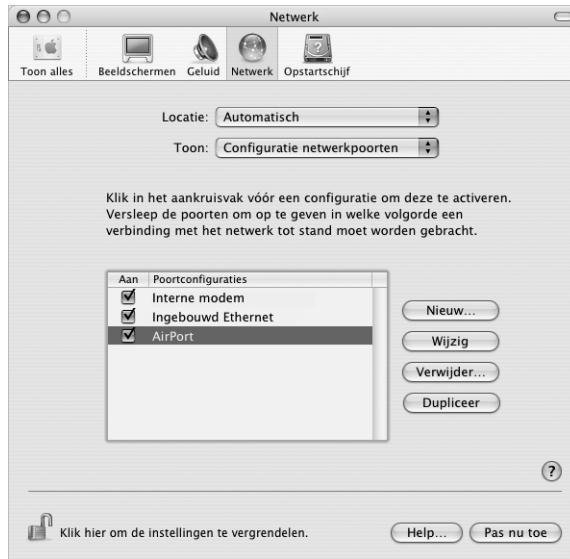 Netwerk
Toon alles Beeldschermen Geluid Netwerk Opstartschijf
Locatie: Automatisch
Toon: Configuratie netwerkpoorten
Klik in het aankruisvak vóór een configuratie om deze te activeren.
Versleep de poorten om op te geven in welke volgorde een
verbinding met het netwerk tot stand moet worden gebracht.
Aan Poortconfiguraties
Interne modem
Ingebouwd Ethernet
AirPort
Nieuw...
Wijzig
Verwijder...
Dupliceer
?
Klik hier om de instellingen te vergrendelen.
Help... Pas nu toe